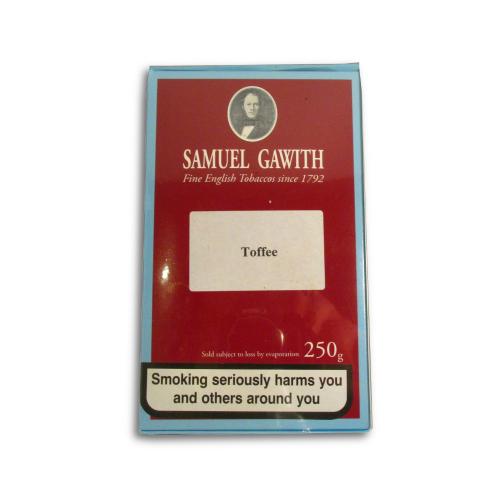 SAMUEL GAWITH
Fine English Tobaccos since 1792
Toffee
Sold subject to loss by evaporation 250g
Smoking seriously harms you
and others around you